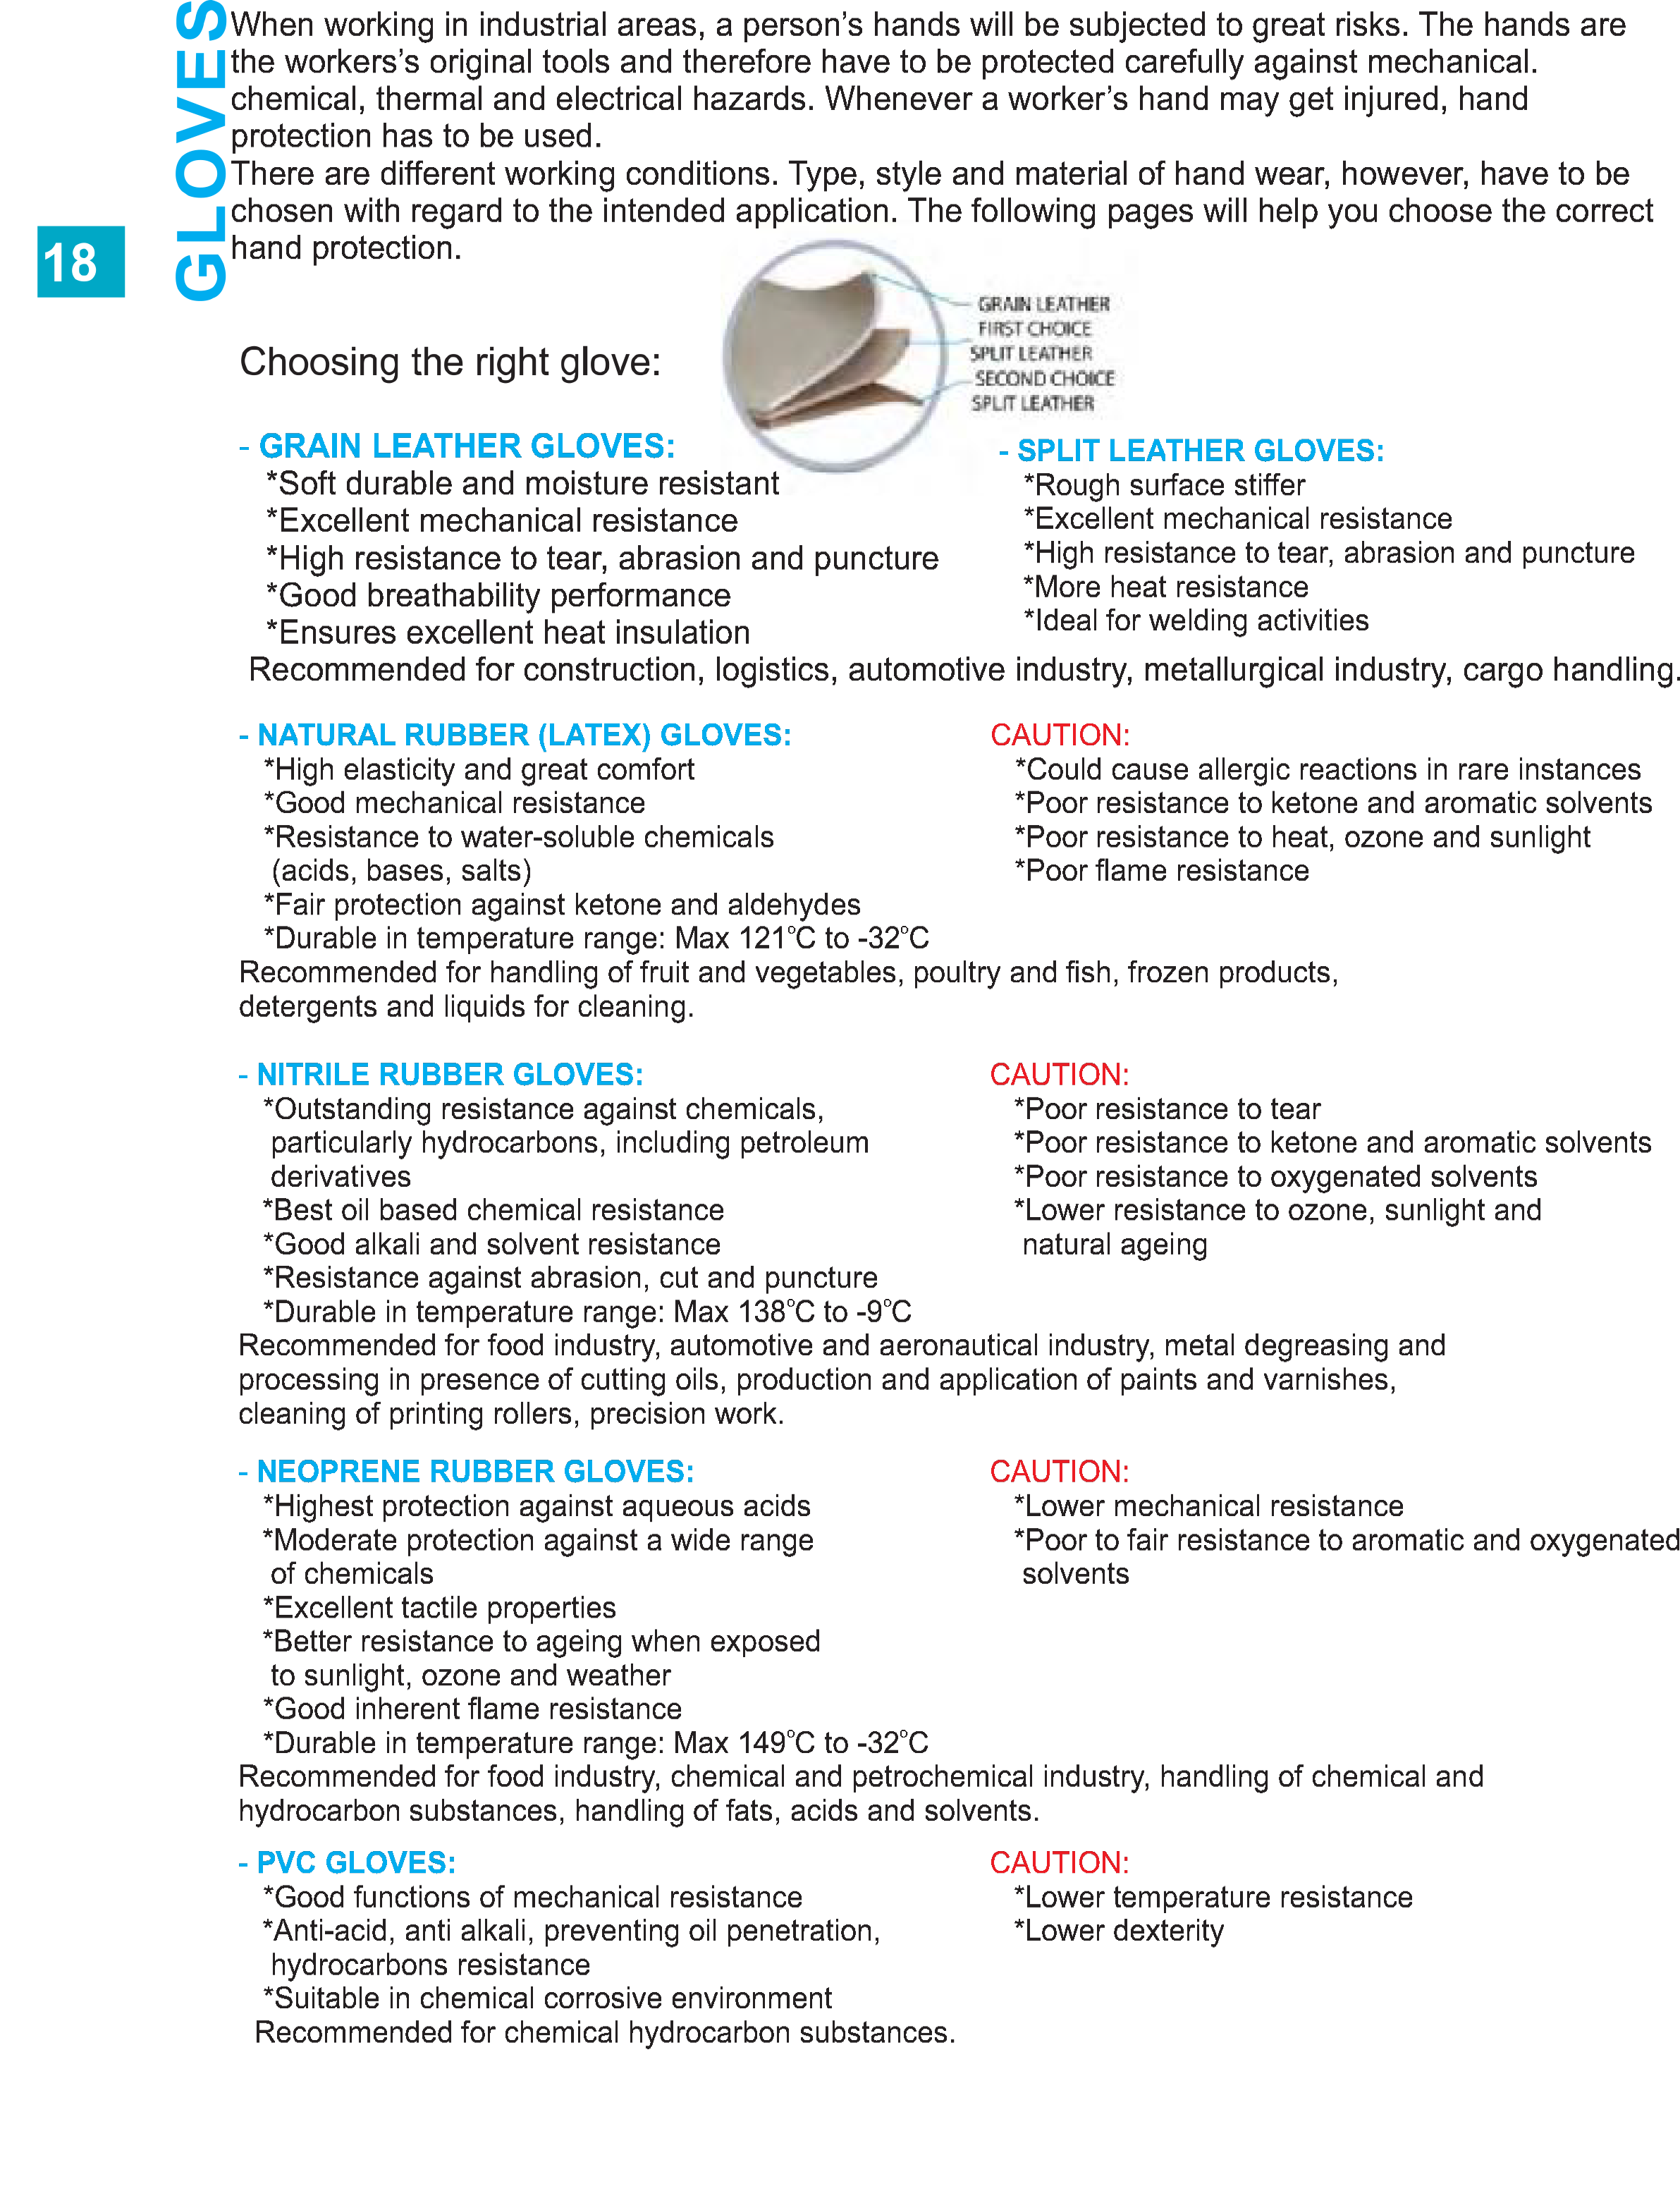 GLOVES
When working in industrial areas, a person’s hands will be subjected to great risks. The hands are
the workers’s original tools and therefore have to be protected carefully against mechanical.
chemical, thermal and electrical hazards. Whenever a worker’s hand may get injured, hand
protection has to be used.
There are different working conditions. Type, style and material of hand wear, however, have to be
chosen with regard to the intended application. The following pages will help you choose the correct
hand protection.
18
GRAIN LEATHER
FIRST CHOICE
SPLIT LEATHER
SECOND CHOICE
SPLIT LEATHER
Choosing the right glove:
- GRAIN LEATHER GLOVES:
*Soft durable and moisture resistant
*Excellent mechanical resistance
*High resistance to tear, abrasion and puncture
*Good breathability performance
*Ensures excellent heat insulation
- SPLIT LEATHER GLOVES:
*Rough surface stiffer
*Excellent mechanical resistance
*High resistance to tear, abrasion and puncture
*More heat resistance
*Ideal for welding activities
Recommended for construction, logistics, automotive industry, metallurgical industry, cargo handling.
- NATURAL RUBBER (LATEX) GLOVES:
*High elasticity and great comfort
*Good mechanical resistance
*Resistance to water-soluble chemicals
(acids, bases, salts)
*Fair protection against ketone and aldehydes
*Durable in temperature range: Max 121°C to -32°C
CAUTION:
*Could cause allergic reactions in rare instances
*Poor resistance to ketone and aromatic solvents
*Poor resistance to heat, ozone and sunlight
*Poor flame resistance
Recommended for handling of fruit and vegetables, poultry and fish, frozen products,
detergents and liquids for cleaning.
- NITRILE RUBBER GLOVES:
*Outstanding resistance against chemicals,
particularly hydrocarbons, including petroleum
derivatives
*Best oil based chemical resistance
*Good alkali and solvent resistance
*Resistance against abrasion, cut and puncture
*Durable in temperature range: Max 138°C to -9°C
CAUTION:
*Poor resistance to tear
*Poor resistance to ketone and aromatic solvents
*Poor resistance to oxygenated solvents
*Lower resistance to ozone, sunlight and
natural ageing
Recommended for food industry, automotive and aeronautical industry, metal degreasing and
processing in presence of cutting oils, production and application of paints and varnishes,
cleaning of printing rollers, precision work.
- NEOPRENE RUBBER GLOVES:
*Highest protection against aqueous acids
*Moderate protection against a wide range
of chemicals
*Excellent tactile properties
*Better resistance to ageing when exposed
to sunlight, ozone and weather
*Good inherent flame resistance
*Durable in temperature range: Max 149°C to -32°C
CAUTION:
*Lower mechanical resistance
*Poor to fair resistance to aromatic and oxygenated
solvents
Recommended for food industry, chemical and petrochemical industry, handling of chemical and
hydrocarbon substances, handling of fats, acids and solvents.
- PVC GLOVES:
*Good functions of mechanical resistance
*Anti-acid, anti alkali, preventing oil penetration,
hydrocarbons resistance
*Suitable in chemical corrosive environment
CAUTION:
*Lower temperature resistance
*Lower dexterity
Recommended for chemical hydrocarbon substances.